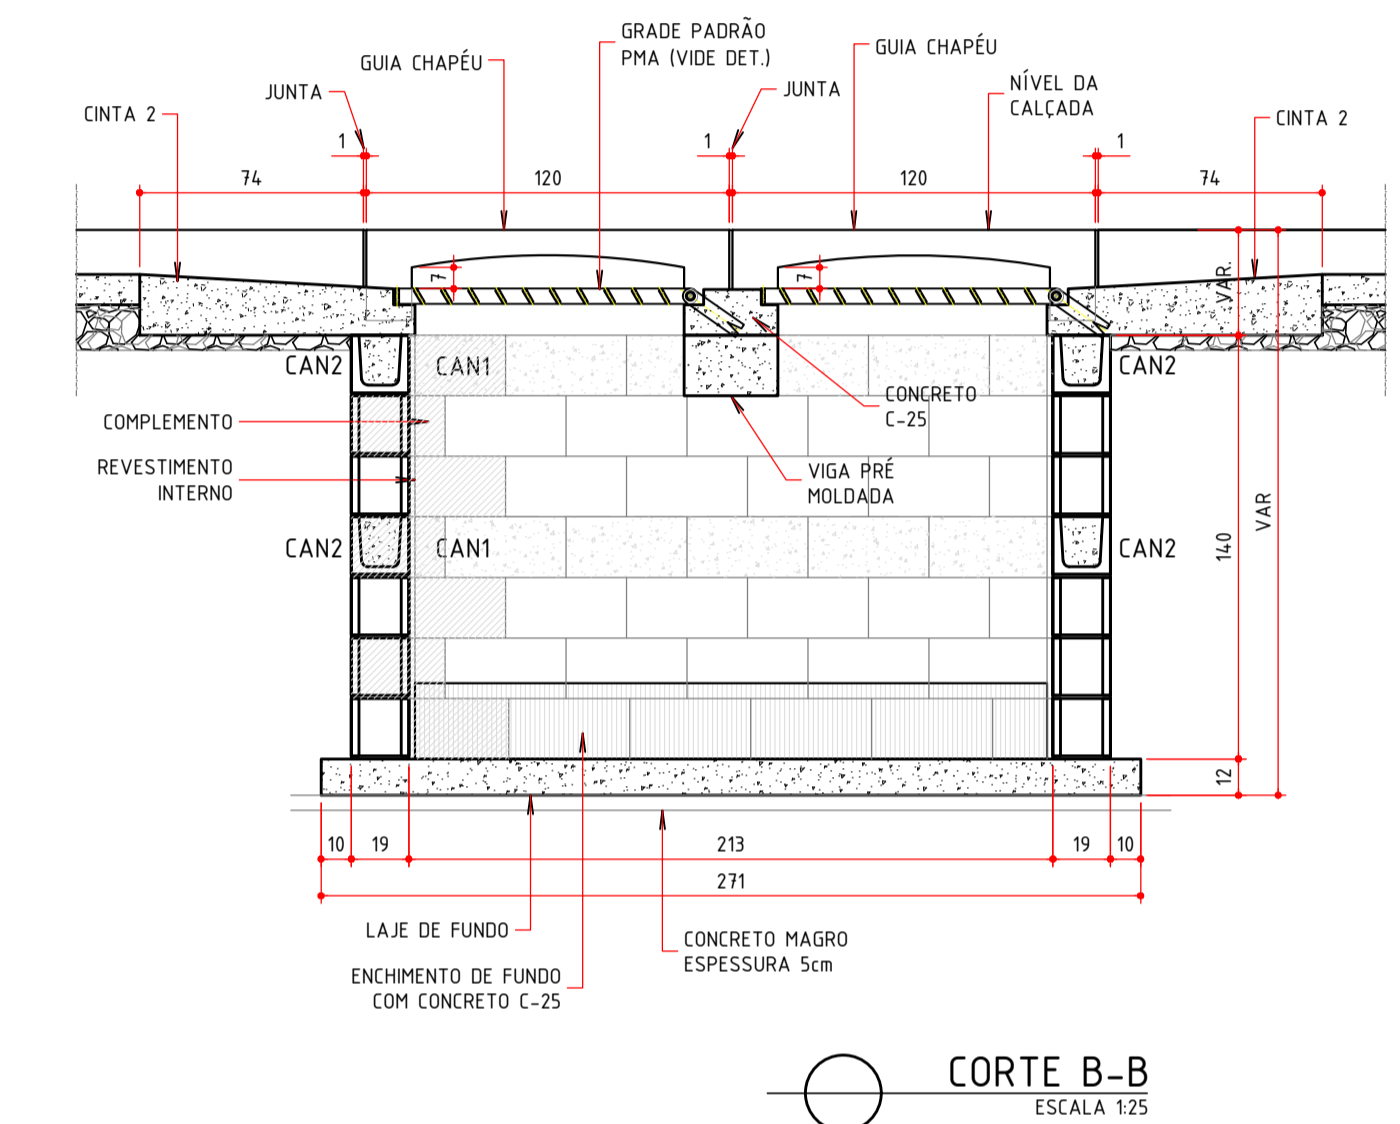 GRADE PADRÃO
PMA (VIDE DET.)
GUIA CHAPÉU
GUIA CHAPÉU
JUNTA
JUNTA
NÍVEL DA
CALÇADA
CINTA 2
CINTA 2
1
1
1
74
120
120
74
7
7
VAR.
CAN2
CAN1
CAN2
COMPLEMENTO
CONCRETO
C-25
REVESTIMENTO
INTERNO
VIGA PRÉ
MOLDADA
VAR
140
CAN2
CAN1
CAN2
12
10
19
213
19
10
271
LAJE DE FUNDO
CONCRETO MAGRO
ESPESSURA 5cm
ENCHIMENTO DE FUNDO
COM CONCRETO C-25
CORTE B-B
ESCALA 1:25